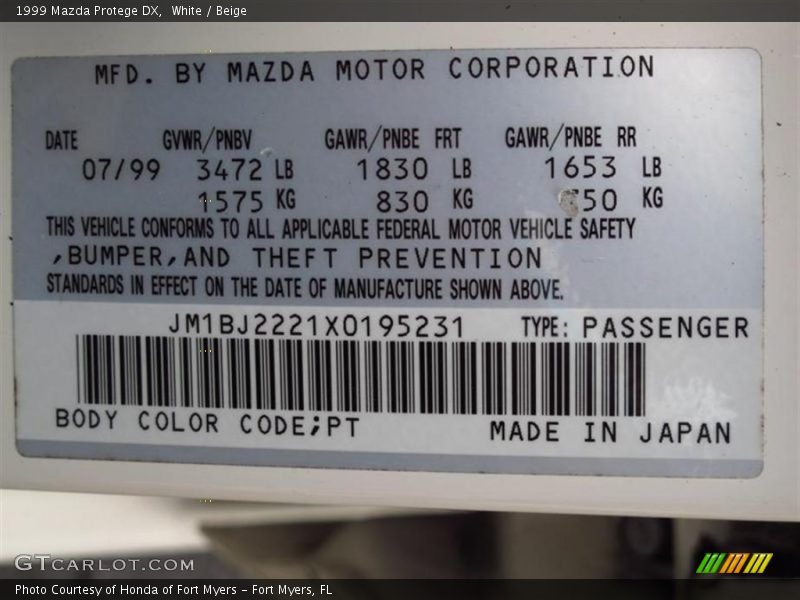 1999 Mazda Protege DX,  White / Beige
MFD. BY MAZDA MOTOR CORPORATION
DATE GVWR/PNBV GAWR/PNBE FRT GAWR/PNBE RR
07/99 3472 LB 1830 LB 1653 LB
1575 KG 830 KG 750 KG
THIS VEHICLE CONFORMS TO ALL APPLICABLE FEDERAL MOTOR VEHICLE SAFETY
,BUMPER,AND THEFT PREVENTION
STANDARDS IN EFFECT ON THE DATE OF MANUFACTURE SHOWN ABOVE.
JM1BJ2221X0195231 TYPE: PASSENGER
BODY COLOR CODE;PT MADE IN JAPAN
GTCARLOT.COM
Photo Courtesy of Honda of Fort Myers - Fort Myers, FL